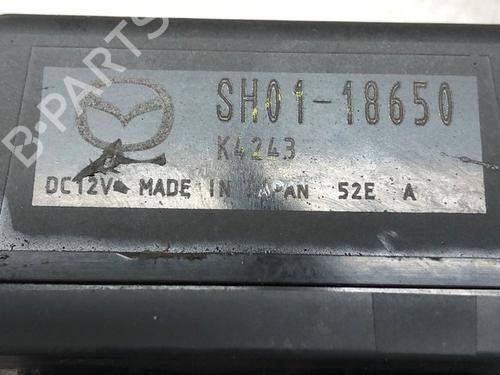 SH01-18650
K4243
DC12V MADE IN JAPAN 52E A
B-PARTS